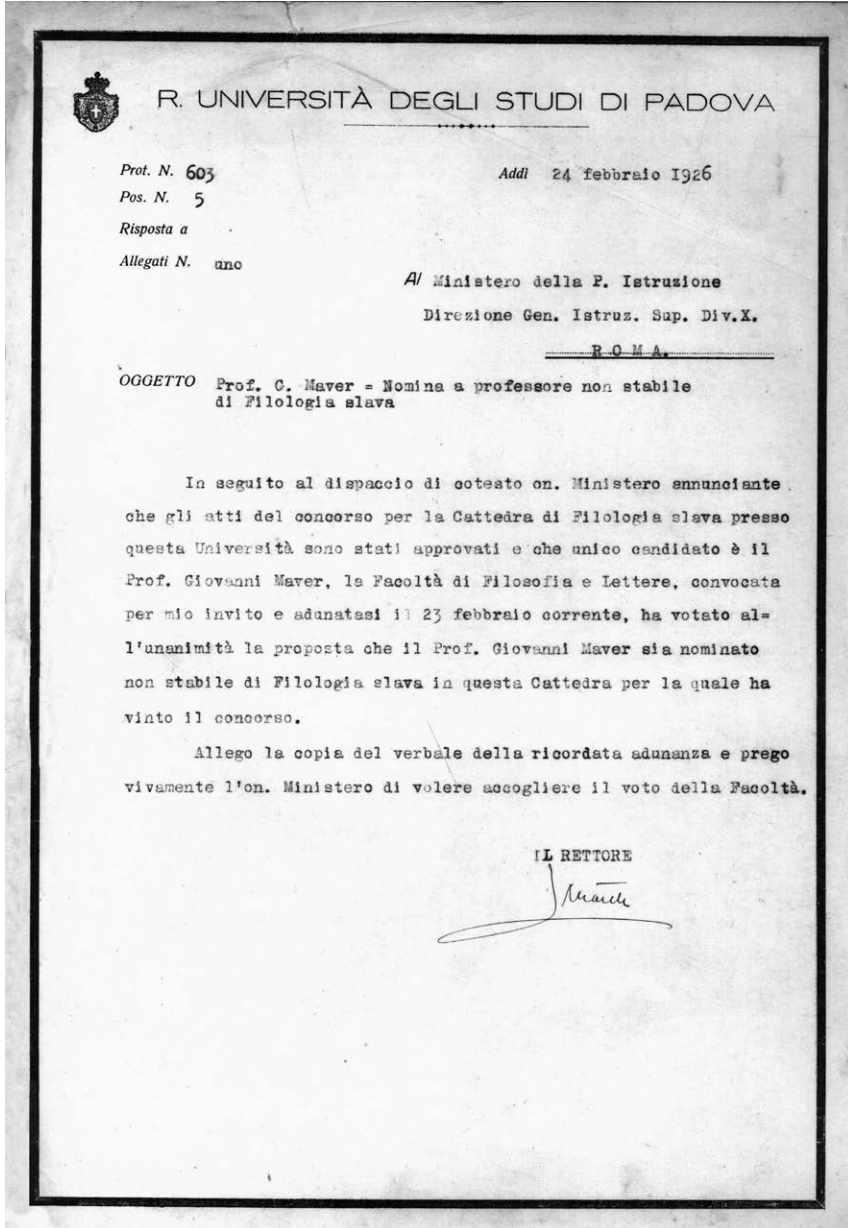 R. UNIVERSITÀ DEGLI STUDI DI PADOVA
Prot. N. 603
Addì 24 febbraio 1926
Pos. N. 5
Risposta a
Allegati N. uno
Al Ministero della P. Istruzione
Direzione Gen. Istruz. Sup. Div.X.
ROMA.
OGGETTO Prof. G. Maver = Nomina a professore non stabile
di Filologia slava
In seguito al dispaccio di cotesto on. Ministero annunciante
che gli atti del concorso per la Cattedra di Filologia slava presso
questa Università sono stati approvati e che unico candidato è il
Prof. Giovanni Maver, la Facoltà di Filosofia e Lettere, convocata
per mio invito e adunatasi il 23 febbraio corrente, ha votato al=
l'unanimità la proposta che il Prof. Giovanni Maver sia nominato
non stabile di Filologia slava in questa Cattedra per la quale ha
vinto il concorso.
Allego la copia del verbale della ricordata adunanza e prego
vivamente l'on. Ministero di volere accogliere il voto della Facoltà.
IL RETTORE